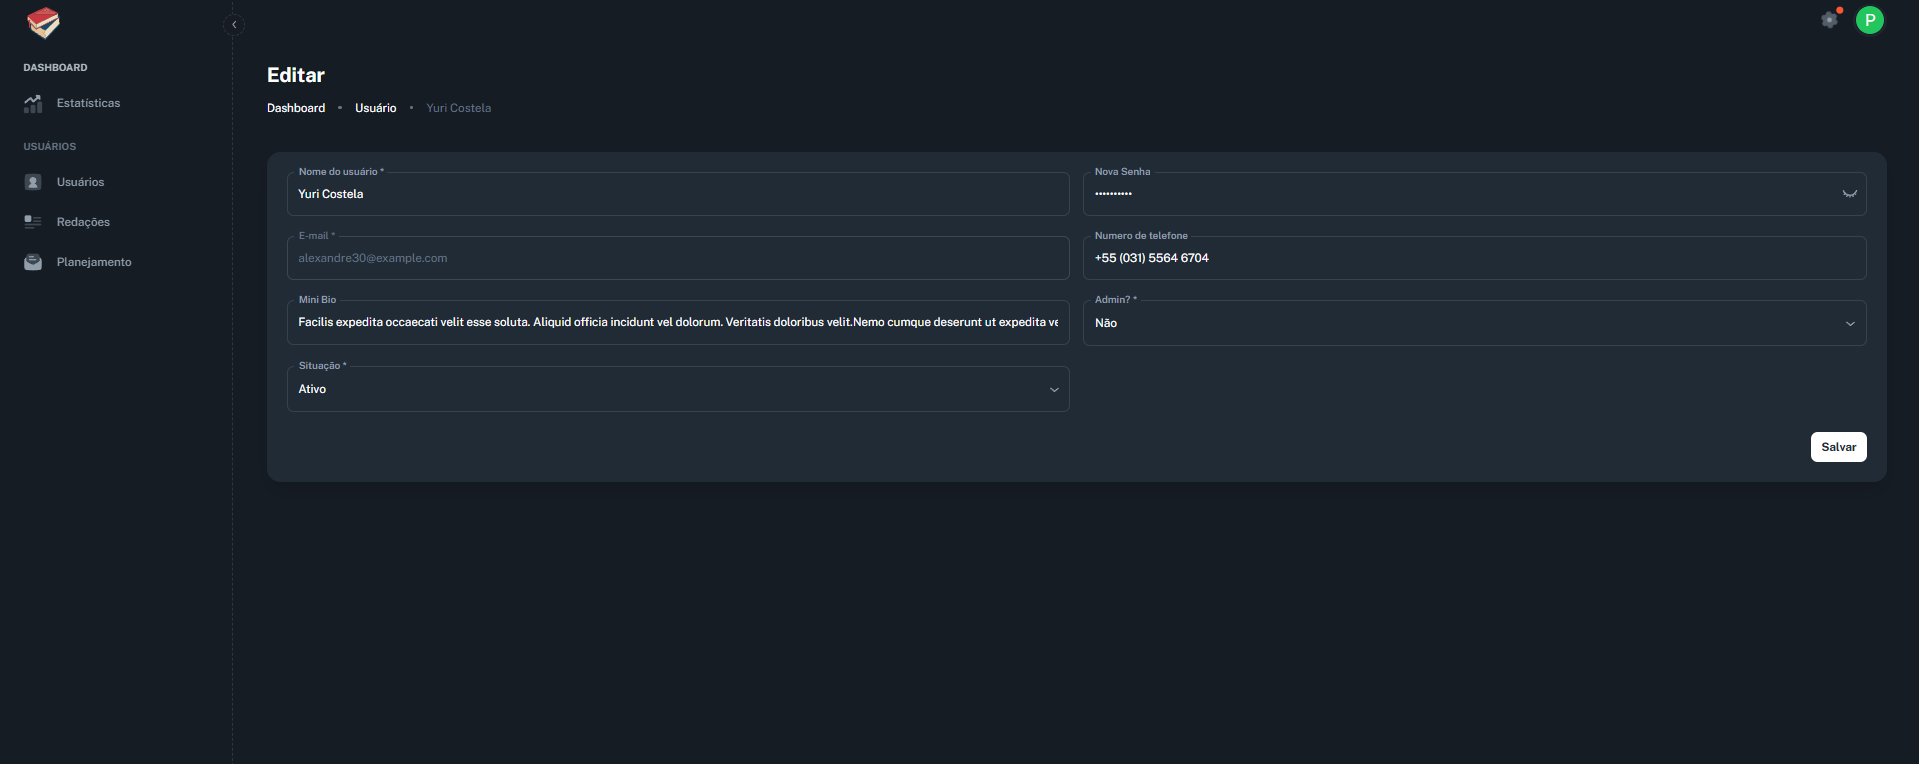 DASHBOARD
Estatísticas
USUÁRIOS
Usuários
Redações
Planejamento
P
Editar
Dashboard • Usuário • Yuri Costela
Nome do usuário *
Yuri Costela
Nova Senha
••••••••••
E-mail *
alexandre30@example.com
Numero de telefone
+55 (031) 5564 6704
Mini Bio
Facilis expedita occaecati velit esse soluta. Aliquid officia incidunt vel dolorum. Veritatis doloribus velit.Nemo cumque deserunt ut expedita ve
Admin? *
Não
Situação *
Ativo
Salvar